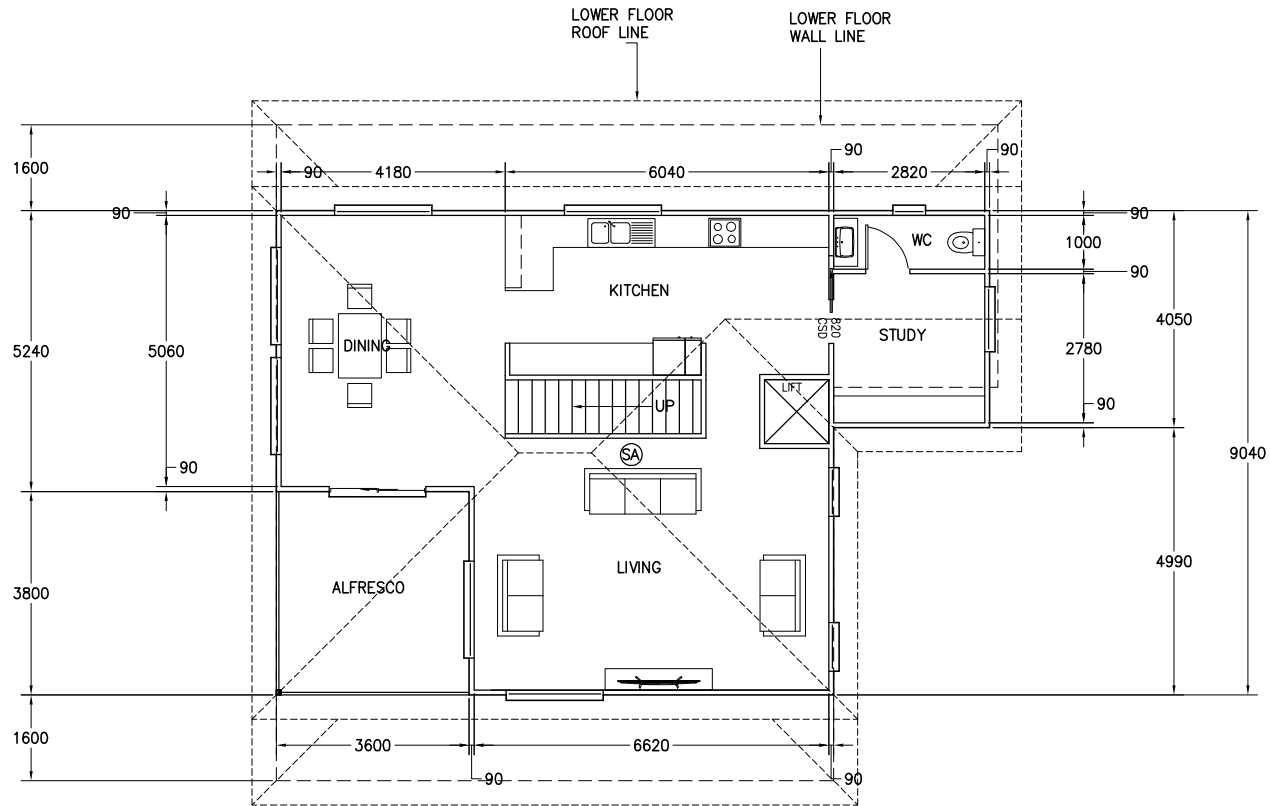 LOWER FLOOR
ROOF LINE
LOWER FLOOR
WALL LINE
90
90
1600
90
4180
6040
2820
90
90
WC
1000
90
KITCHEN
820
CSD
4050
STUDY
5240
5060
DINING
2780
LIFT
UP
90
SA
9040
90
LIVING
4990
ALFRESCO
3800
1600
3600
6620
90
90